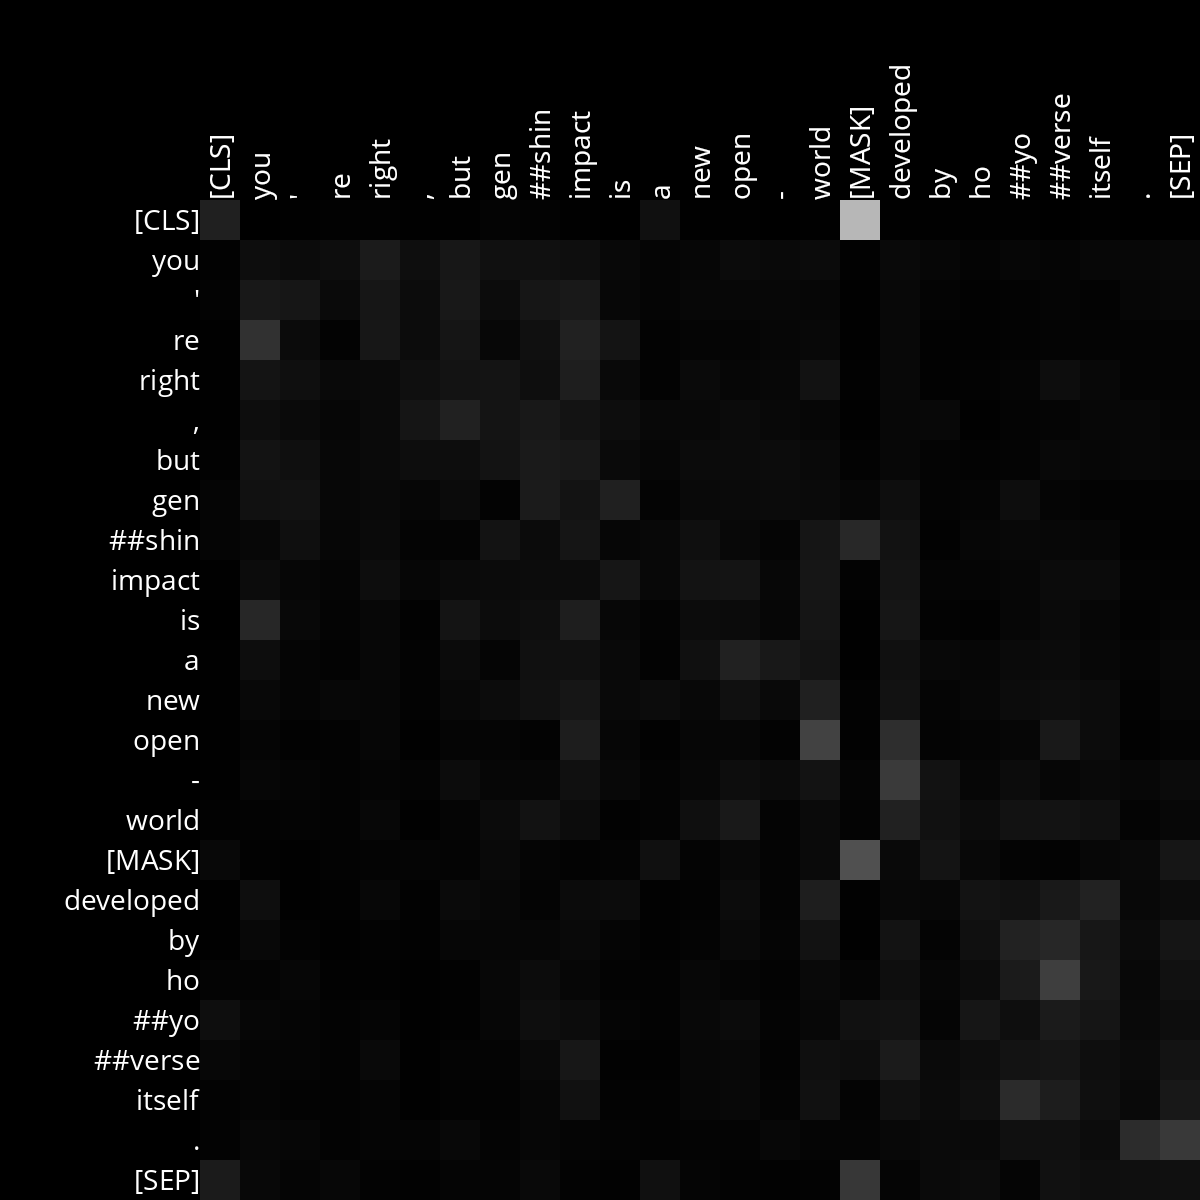 [CLS] you ' re right , but gen ##shin impact is a new open - world [MASK] developed by ho ##yo ##verse itself . [SEP]
[CLS]
you
'
re
right
,
but
gen
##shin
impact
is
a
new
open
-
world
[MASK]
developed
by
ho
##yo
##verse
itself
.
[SEP]